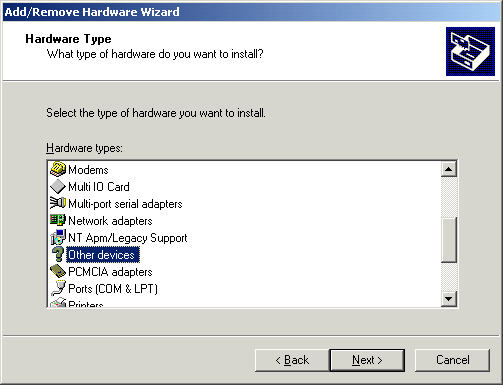 Add/Remove Hardware Wizard
Hardware Type
What type of hardware do you want to install?
Select the type of hardware you want to install.
Hardware types:
Modems
Multi IO Card
Multi-port serial adapters
Network adapters
NT Apm/Legacy Support
Other devices
PCMCIA adapters
Ports (COM & LPT)
Printers
< Back
Next >
Cancel